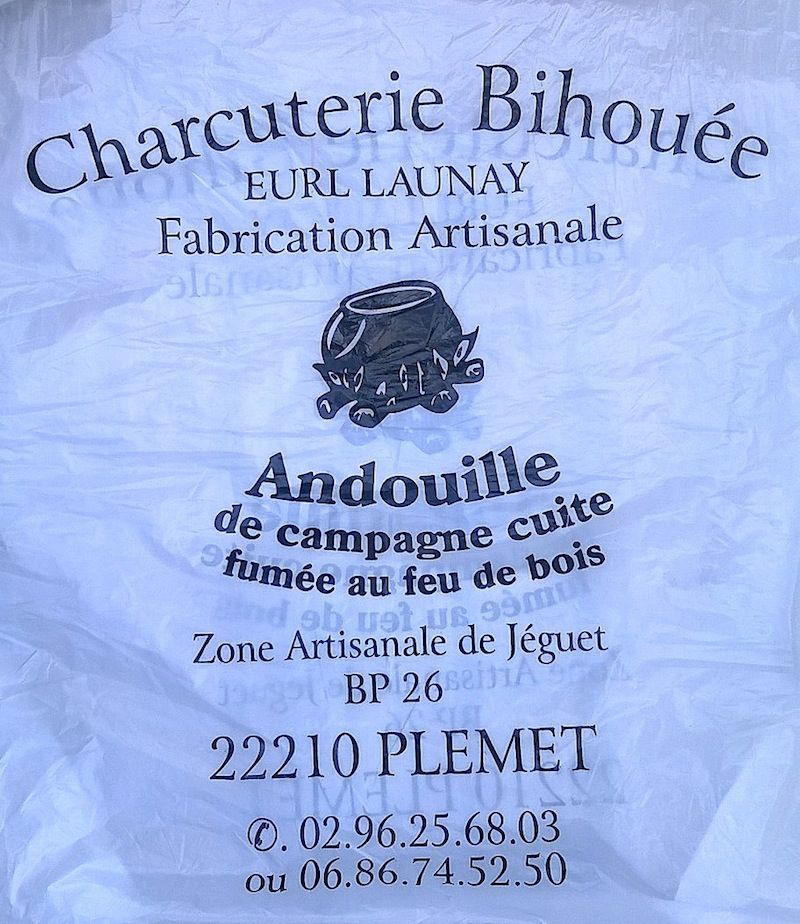 Charcuterie Bihouée
EURL LAUNAY
Fabrication Artisanale
Andouille
de campagne cuite
fumée au feu de bois
Zone Artisanale de Jéguet
BP 26
22210 PLEMET
✆. 02.96.25.68.03
ou 06.86.74.52.50